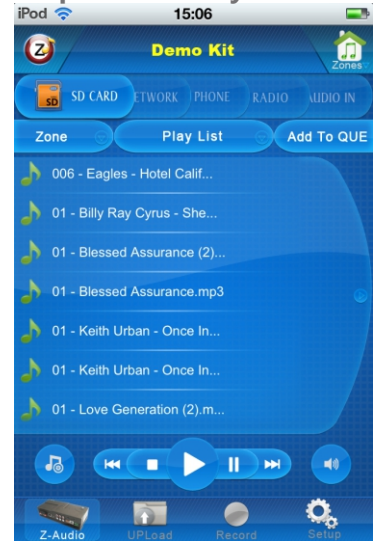 iPod 15:06
Z Demo Kit Zones
SD SD CARD ETWORK PHONE RADIO AUDIO IN
Zone Play List Add To QUE
006 - Eagles - Hotel Calif...
01 - Billy Ray Cyrus - She...
01 - Blessed Assurance (2)...
01 - Blessed Assurance.mp3
01 - Keith Urban - Once In...
01 - Keith Urban - Once In...
01 - Love Generation (2).m...
Z-Audio UPLoad Record Setup